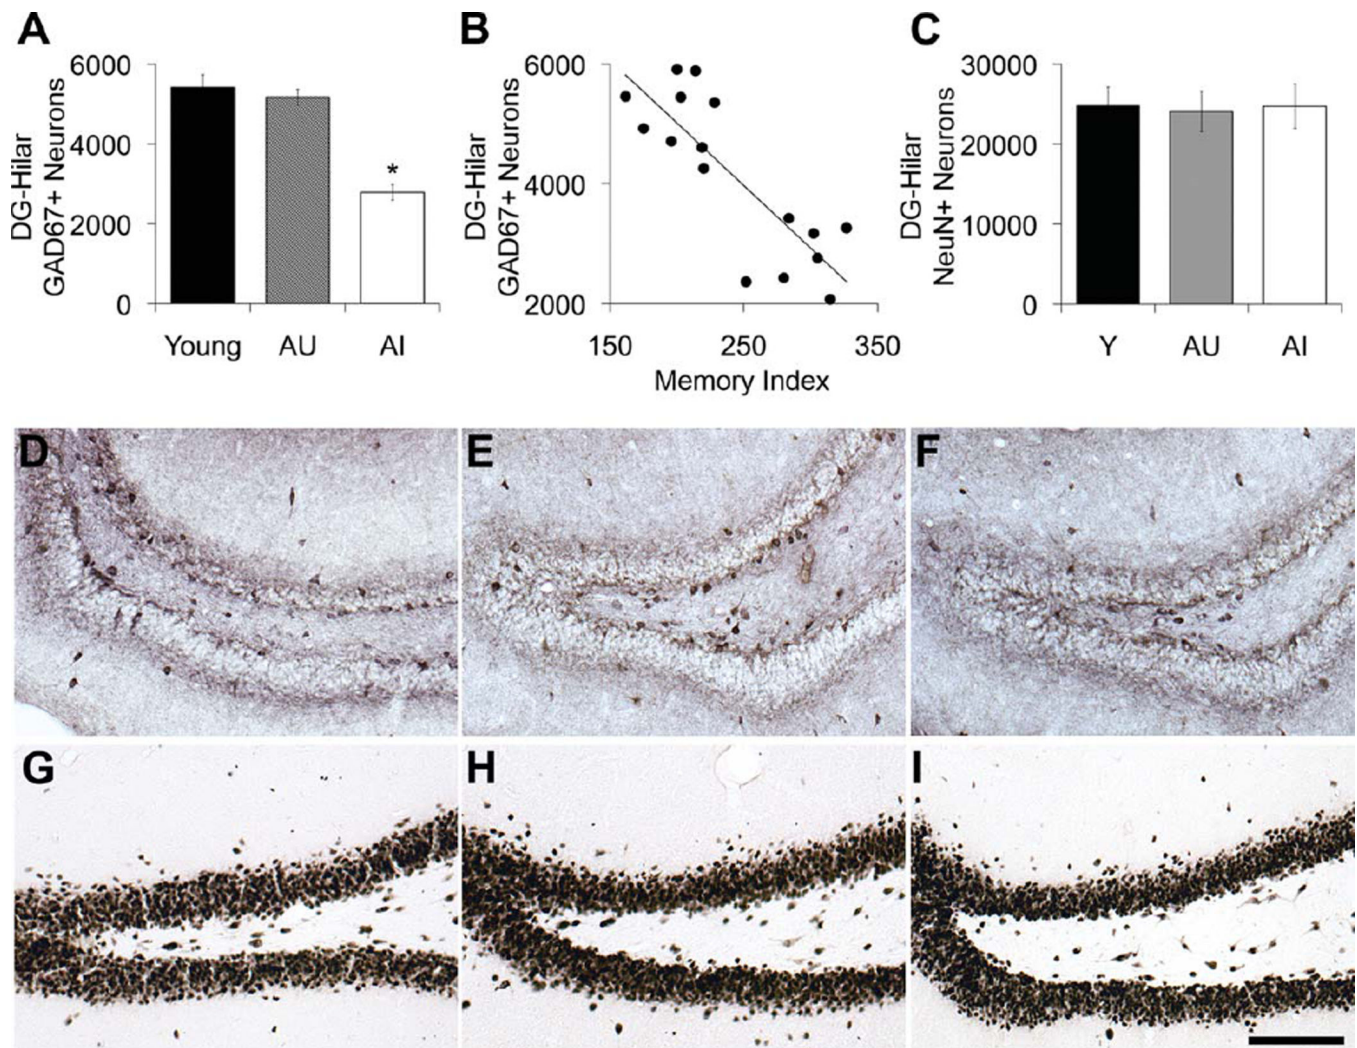 A
DG-Hilar
GAD67+ Neurons
6000
4000
2000
0
*
Young AU AI
B
DG-Hilar
GAD67+ Neurons
6000
4000
2000
150 250 350
Memory Index
C
DG-Hilar
NeuN+ Neurons
30000
20000
10000
0
Y AU AI
D E F
G H I